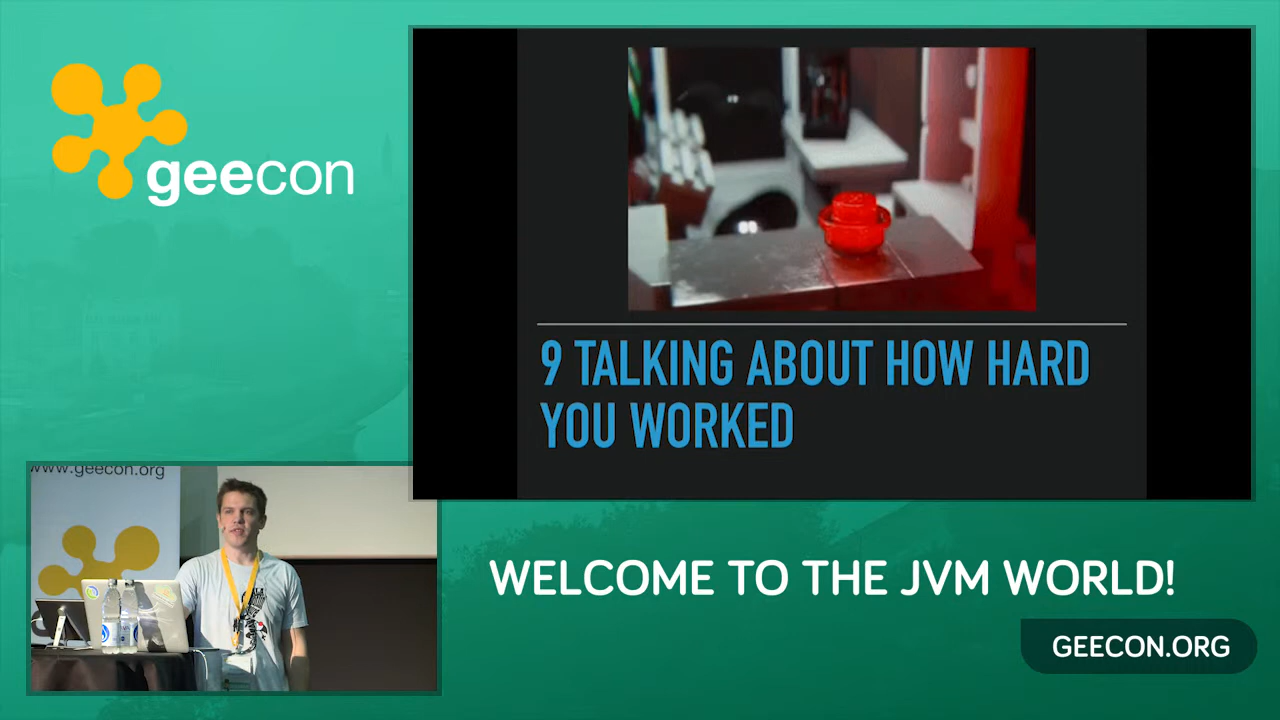 geecon
9 TALKING ABOUT HOW HARD
YOU WORKED
www.geecon.org
WELCOME TO THE JVM WORLD!
GEECON.ORG